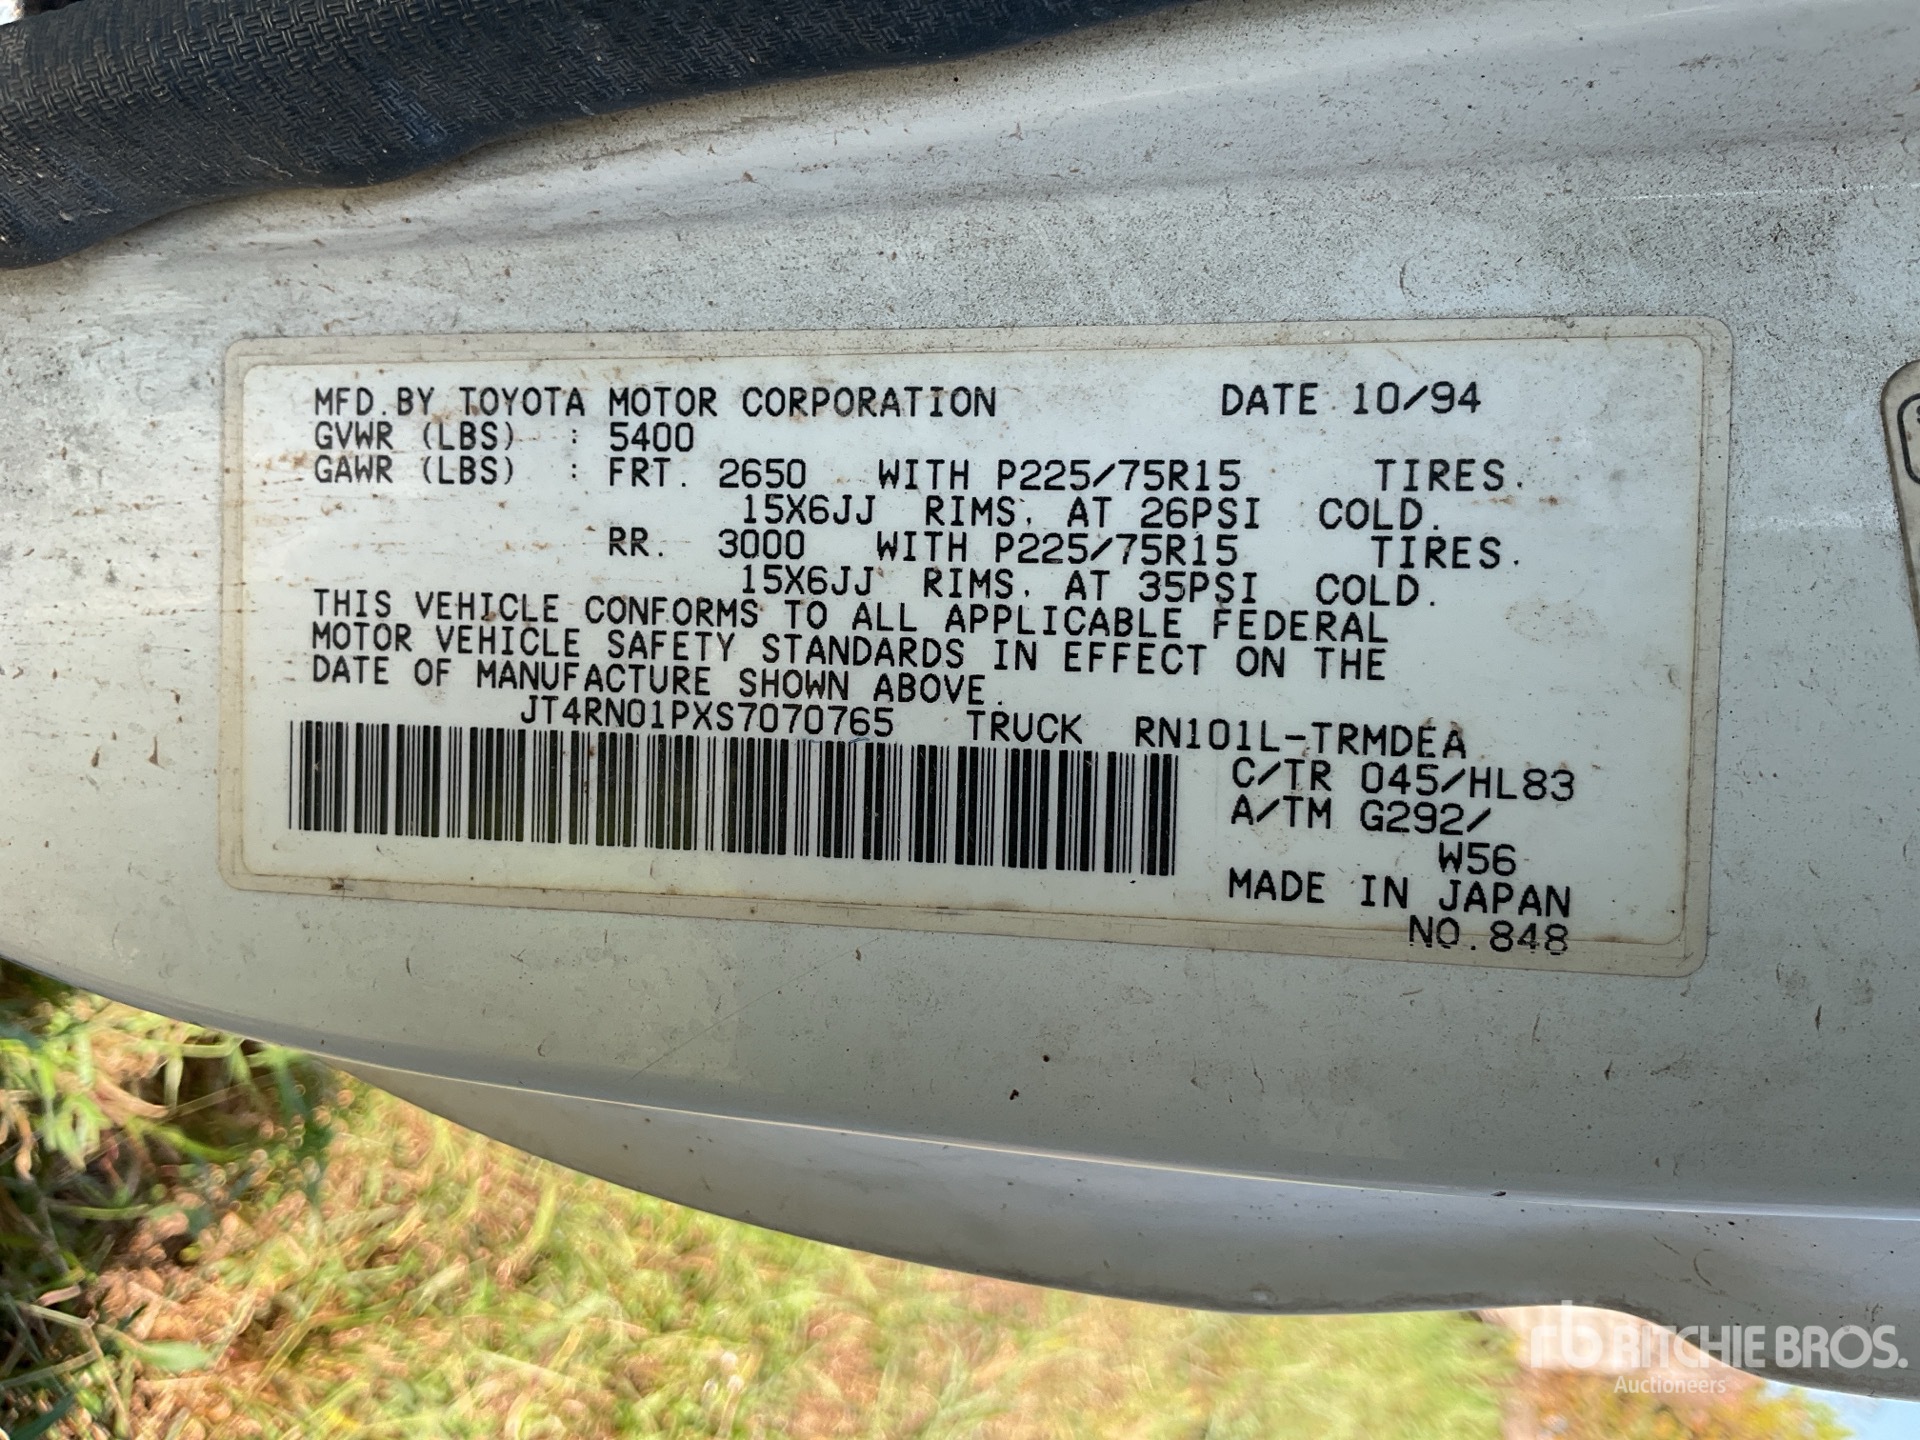 MFD.BY TOYOTA MOTOR CORPORATION DATE 10/94
GVWR (LBS) : 5400
GAWR (LBS) : FRT. 2650 WITH P225/75R15 TIRES.
15X6JJ RIMS, AT 26PSI COLD.
RR. 3000 WITH P225/75R15 TIRES.
15X6JJ RIMS, AT 35PSI COLD.
THIS VEHICLE CONFORMS TO ALL APPLICABLE FEDERAL
MOTOR VEHICLE SAFETY STANDARDS IN EFFECT ON THE
DATE OF MANUFACTURE SHOWN ABOVE.
JT4RN01PXS7070765 TRUCK RN101L-TRMDEA
C/TR 045/HL83
A/TM G292/
W56
MADE IN JAPAN
NO.848
rb RITCHIE BROS.
Auctioneers